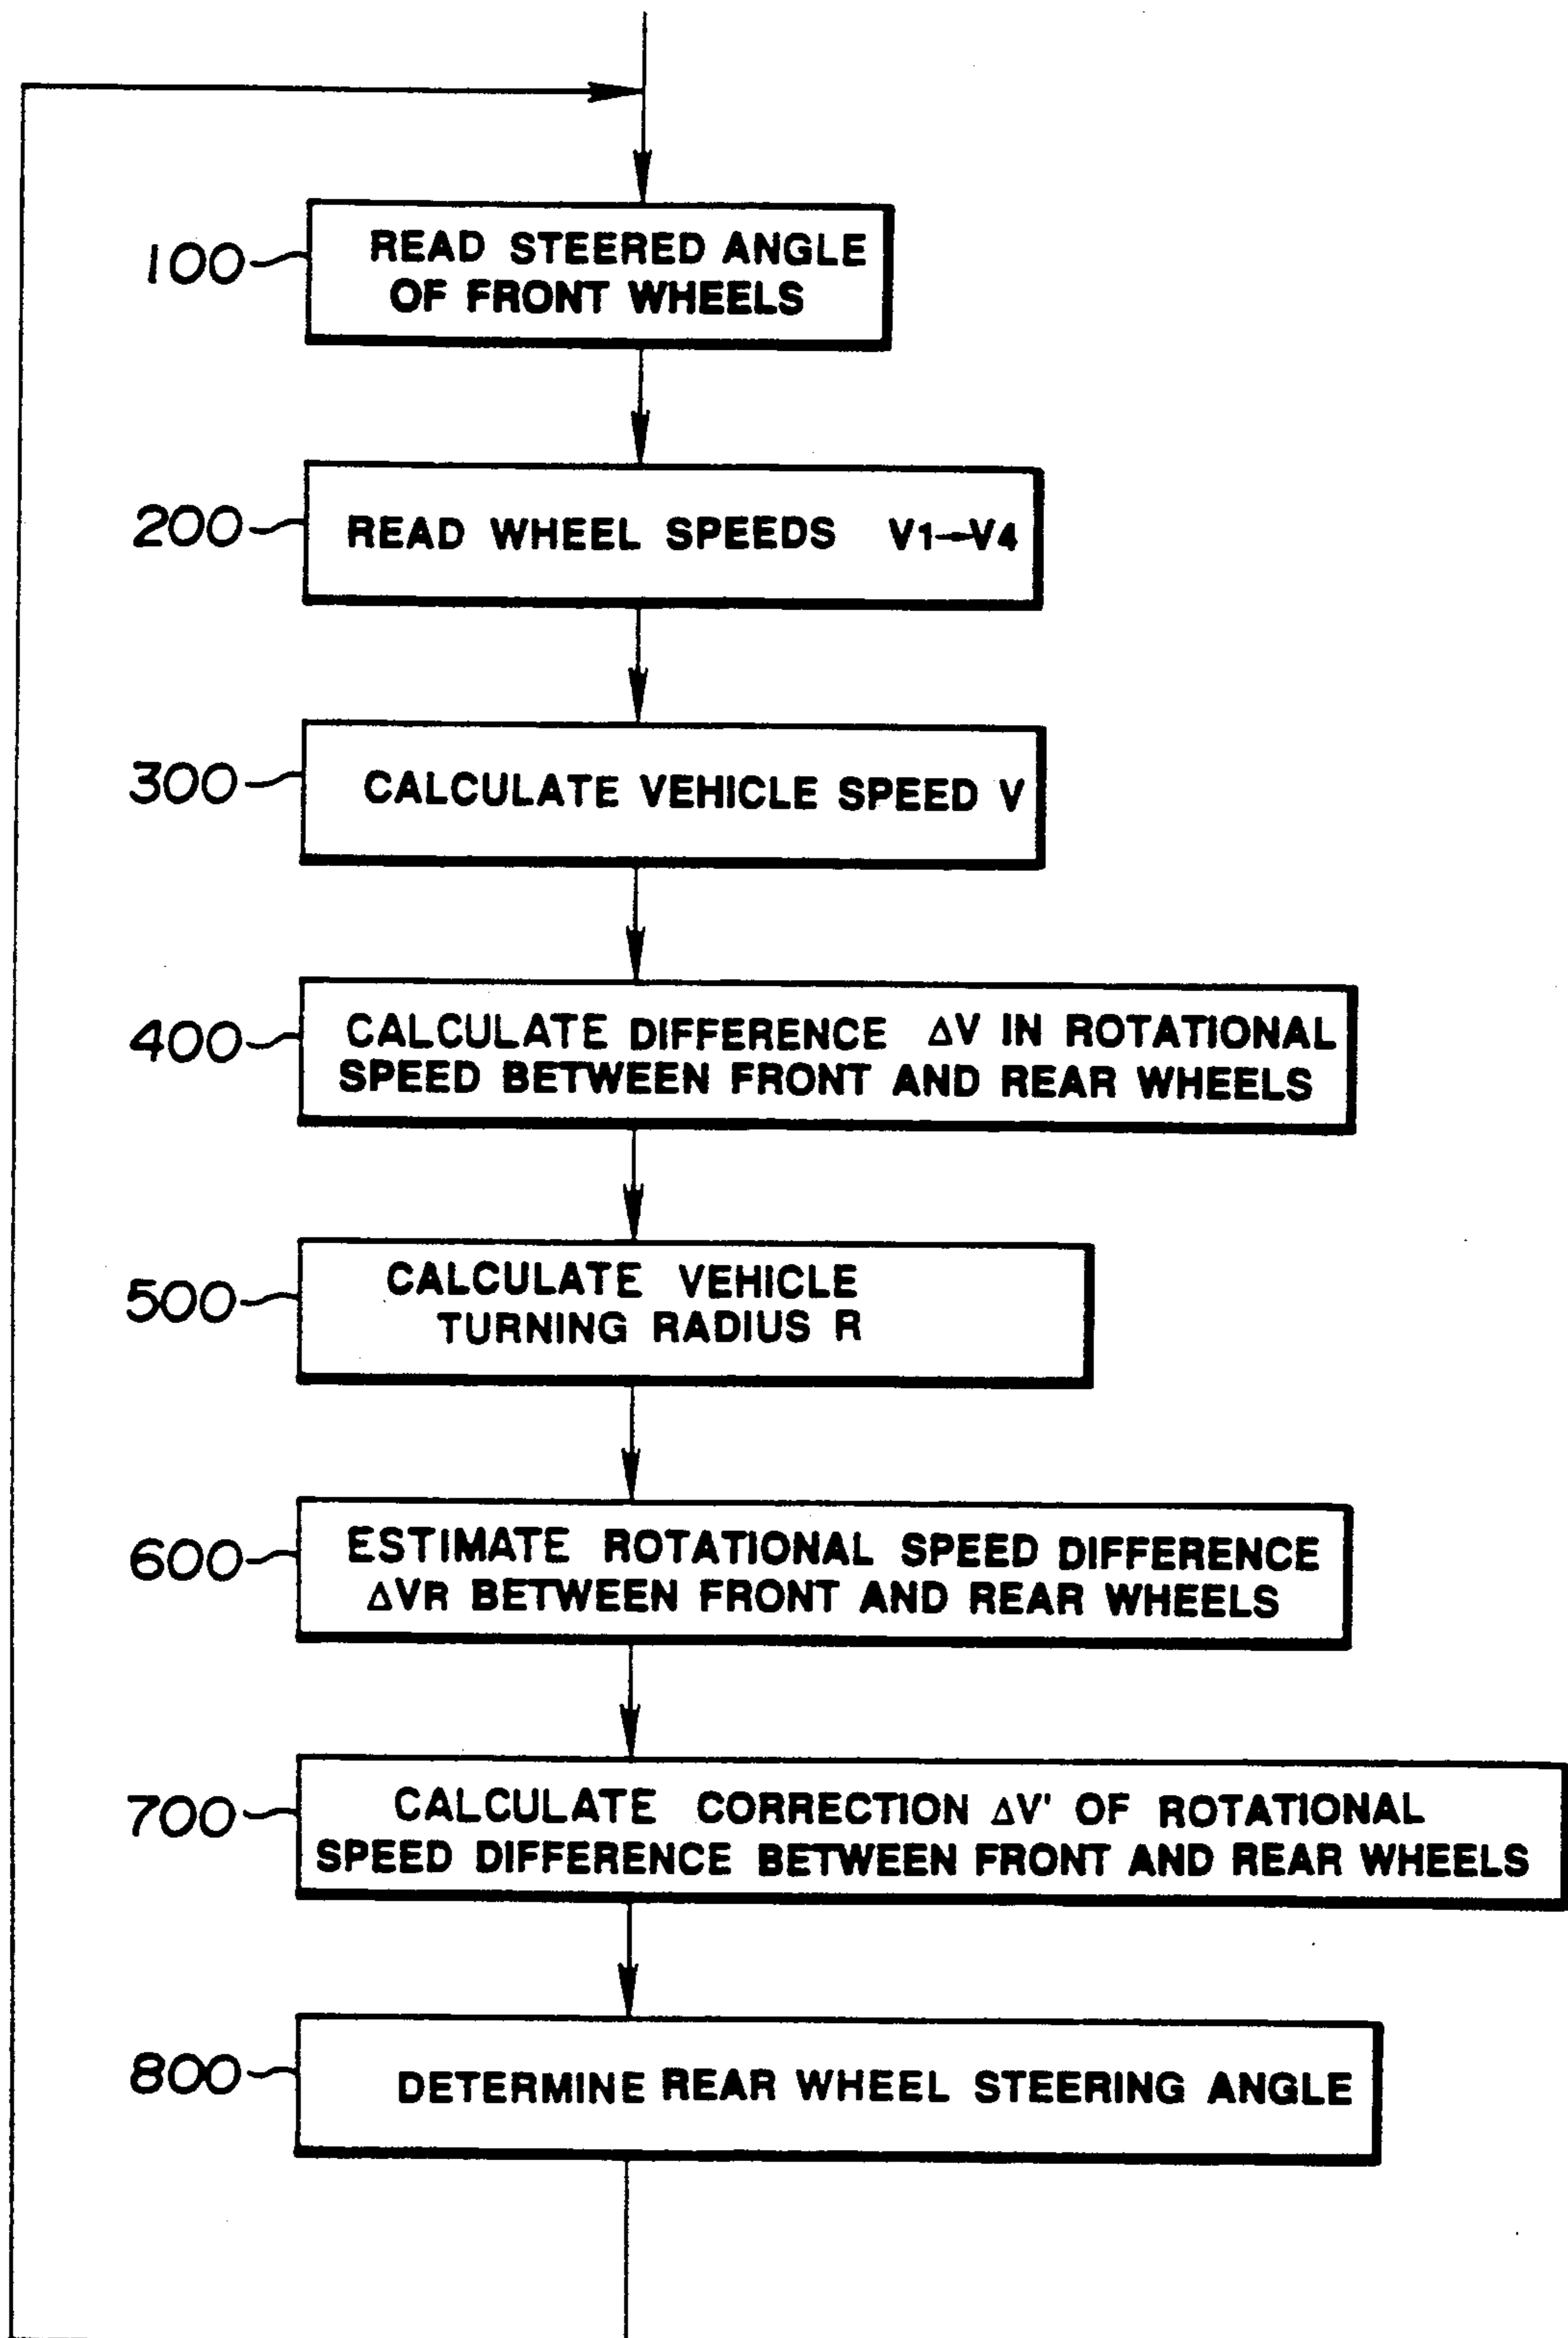 100
READ STEERED ANGLE
OF FRONT WHEELS
200
READ WHEEL SPEEDS V1→V4
300
CALCULATE VEHICLE SPEED V
400
CALCULATE DIFFERENCE ΔV IN ROTATIONAL
SPEED BETWEEN FRONT AND REAR WHEELS
500
CALCULATE VEHICLE
TURNING RADIUS R
600
ESTIMATE ROTATIONAL SPEED DIFFERENCE
ΔVR BETWEEN FRONT AND REAR WHEELS
700
CALCULATE CORRECTION ΔV' OF ROTATIONAL
SPEED DIFFERENCE BETWEEN FRONT AND REAR WHEELS
800
DETERMINE REAR WHEEL STEERING ANGLE